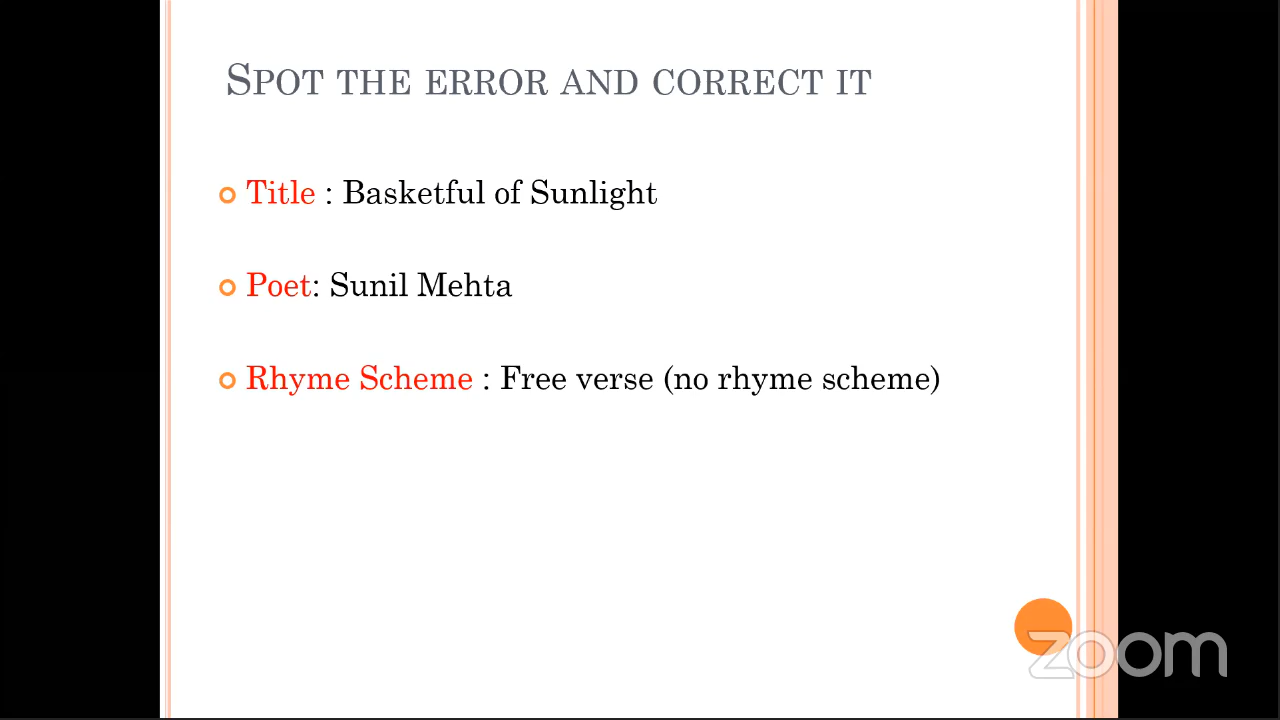 SPOT THE ERROR AND CORRECT IT
Title : Basketful of Sunlight
Poet: Sunil Mehta
Rhyme Scheme : Free verse (no rhyme scheme)
zoom